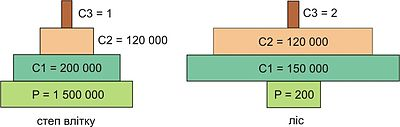 C3 = 1
C2 = 120 000
C1 = 200 000
P = 1 500 000
степ влітку
C3 = 2
C2 = 120 000
C1 = 150 000
P = 200
ліс